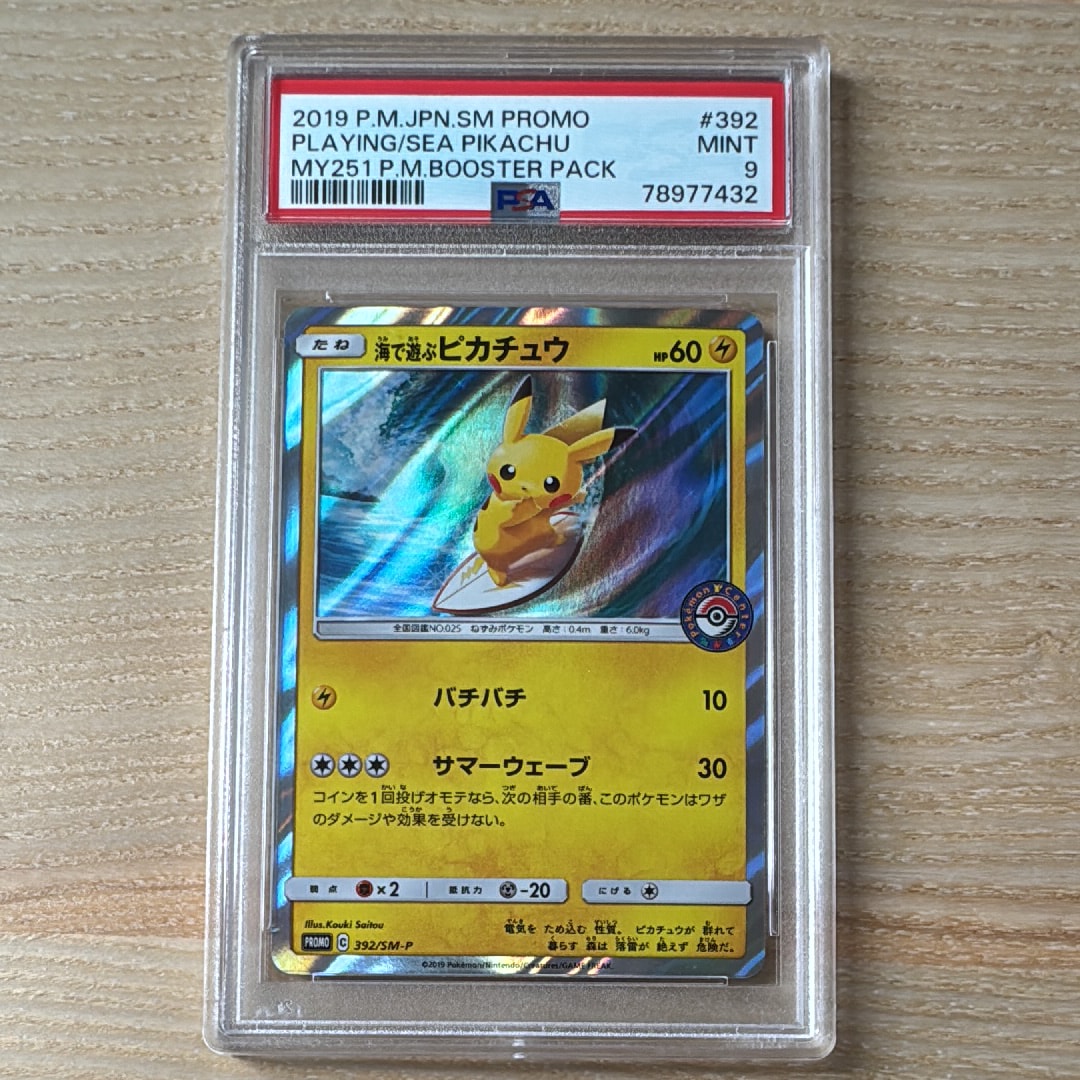 2019 P.M.JPN.SM PROMO #392
PLAYING/SEA PIKACHU MINT
MY251 P.M.BOOSTER PACK 9
PSA 78977432
たね 海で遊ぶピカチュウ HP60
全国図鑑NO.025 ねずみポケモン 高さ:0.4m 重さ:6.0kg
Pokémon Center
バチバチ 10
サマーウェーブ 30
コインを1回投げオモテなら、次の相手の番、このポケモンはワザ
のダメージや効果を受けない。
弱点 ×2 抵抗力 -20 にげる
Illus.Kouki Saitou
電気を ため込む 性質。 ピカチュウが 群れて
暮らす 森は 落雷が 絶えず 危険だ。
PROMO C 392/SM-P
©2019 Pokémon/Nintendo/Creatures/GAME FREAK.